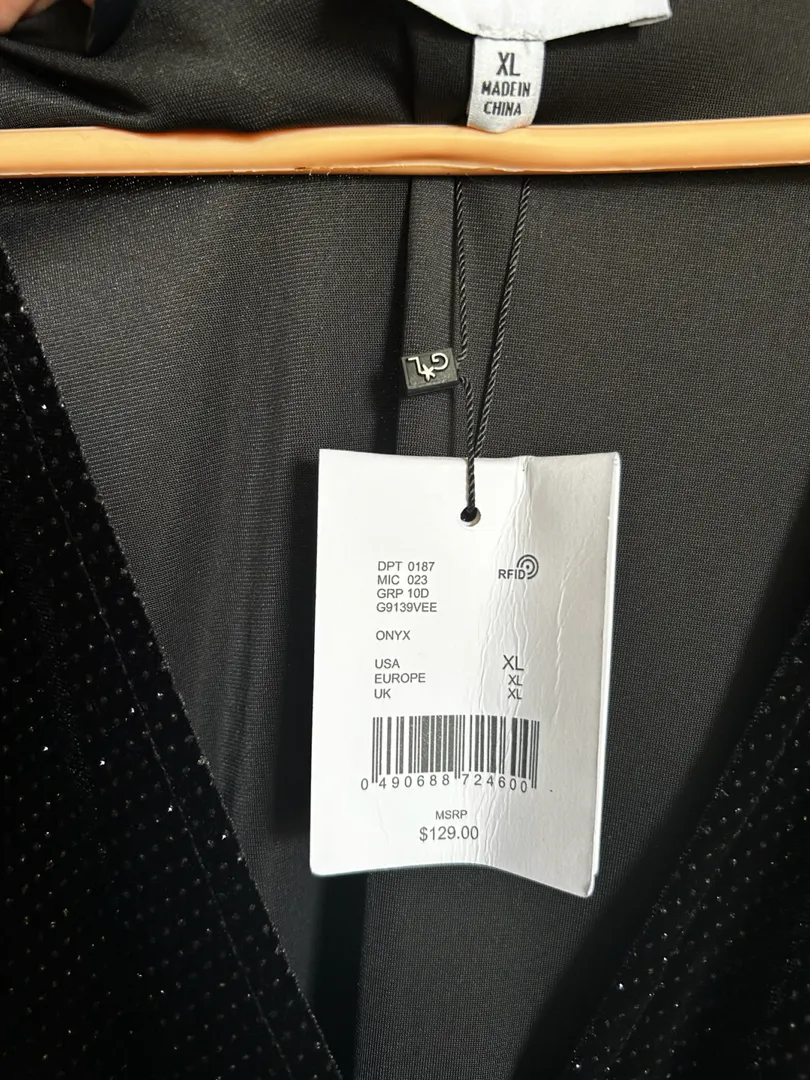 XL
MADE IN
CHINA
G*L
DPT 0187
MIC 023
GRP 10D
G9139VEE
RFID
ONYX
USA XL
EUROPE XL
UK XL
0 490688 724600
MSRP
$129.00